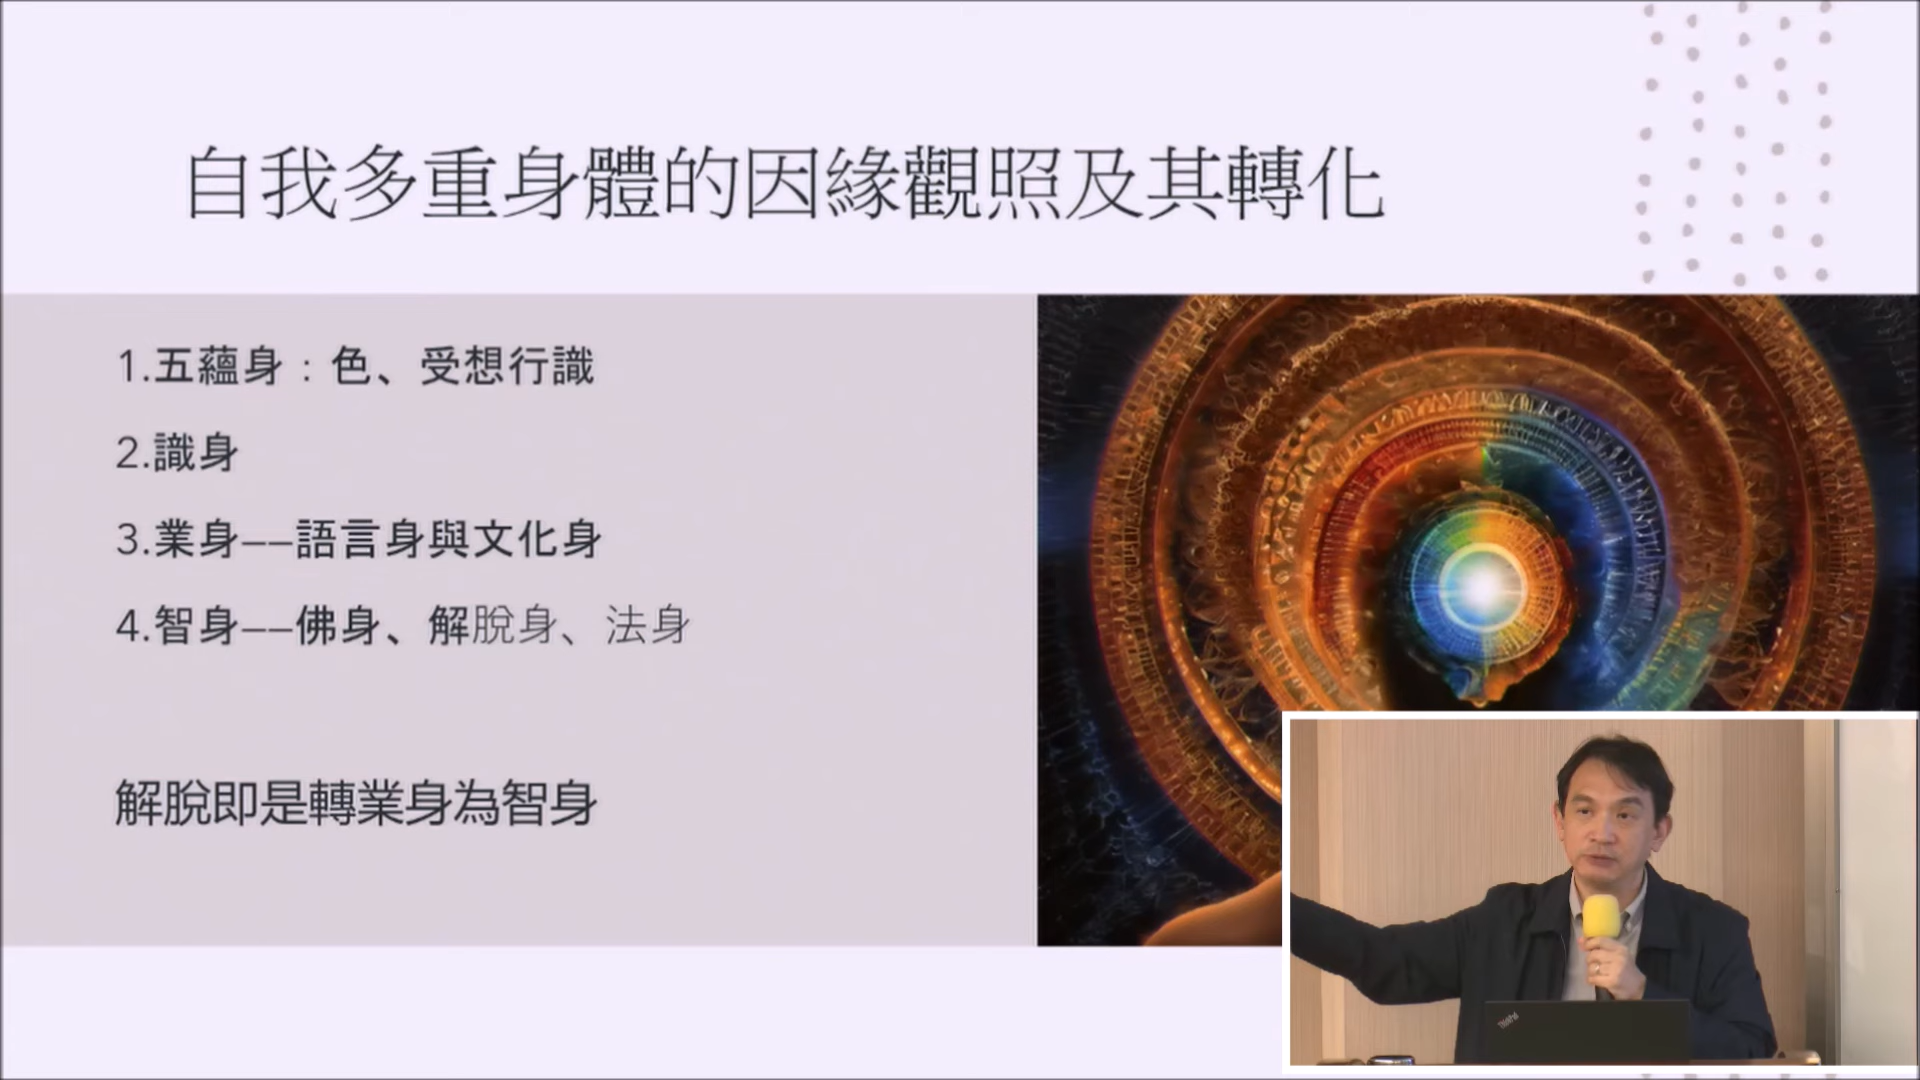 自我多重身體的因緣觀照及其轉化
1.五蘊身：色、受想行識
2.識身
3.業身——語言身與文化身
4.智身——佛身、解脫身、法身
解脫即是轉業身為智身
ThinkPad